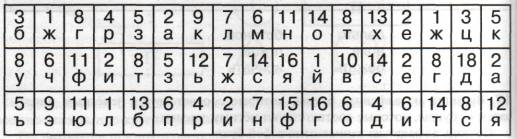 3 1 8 4 5 2 9 7 6 11 14 8 13 2 1 3 5
б ж г р з а к л м н о т х е ж ц к
8 6 11 2 8 5 12 7 14 16 1 10 14 2 8 18 2
у ч ф и т з ь ж с я й в с е г д а
5 9 11 1 13 6 4 2 7 15 16 6 4 6 14 8 12
ъ э ю л б п р и н ф г о д и т с я